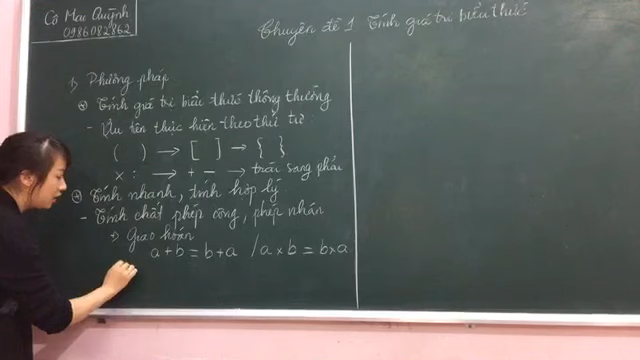 Cô Mai Quỳnh
0986082862
Chuyên đề 1 Tính giá trị biểu thức
1) Phương pháp
* Tính giá trị biểu thức thông thường
- Ưu tiên thực hiện theo thứ tự:
( ) → [ ] → { }
x : → + - → trái sang phải
* Tính nhanh, tính hợp lý
- Tính chất phép cộng, phép nhân
+) Giao hoán
a + b = b + a / a x b = b x a